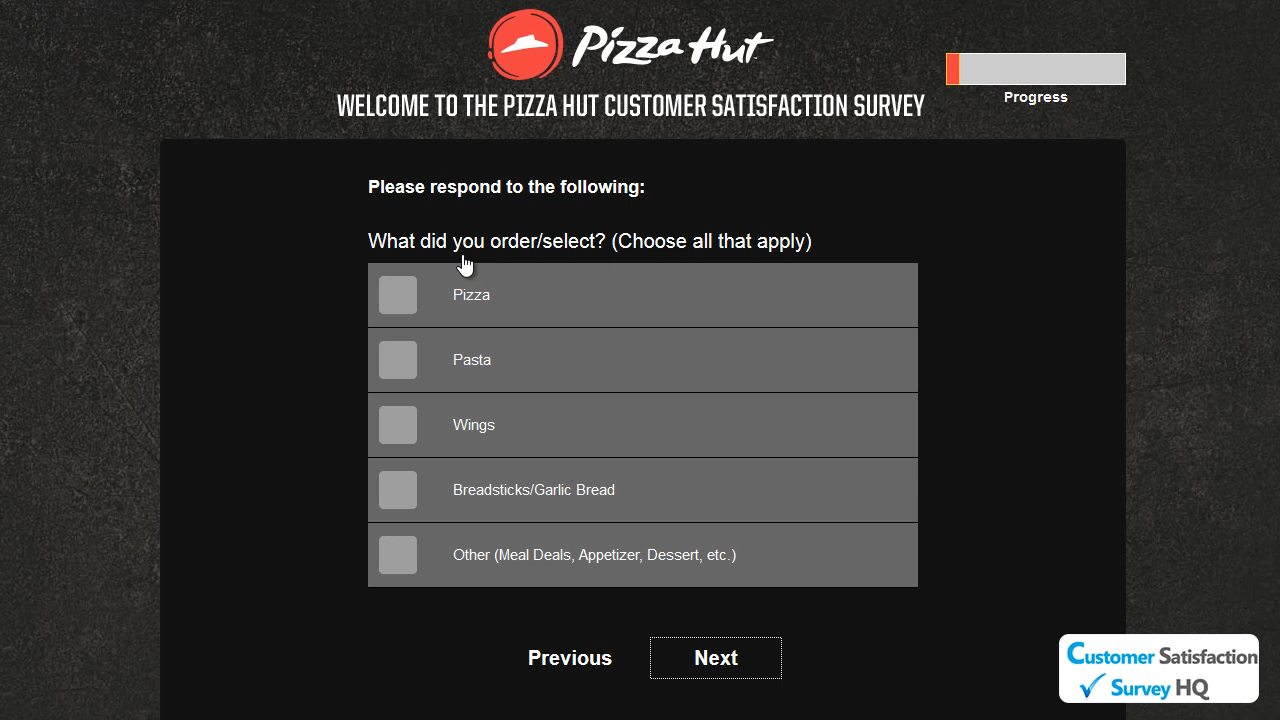 Pizza Hut
WELCOME TO THE PIZZA HUT CUSTOMER SATISFACTION SURVEY
Progress
Please respond to the following:
What did you order/select? (Choose all that apply)
Pizza
Pasta
Wings
Breadsticks/Garlic Bread
Other (Meal Deals, Appetizer, Dessert, etc.)
Previous
Next
Customer Satisfaction
Survey HQ